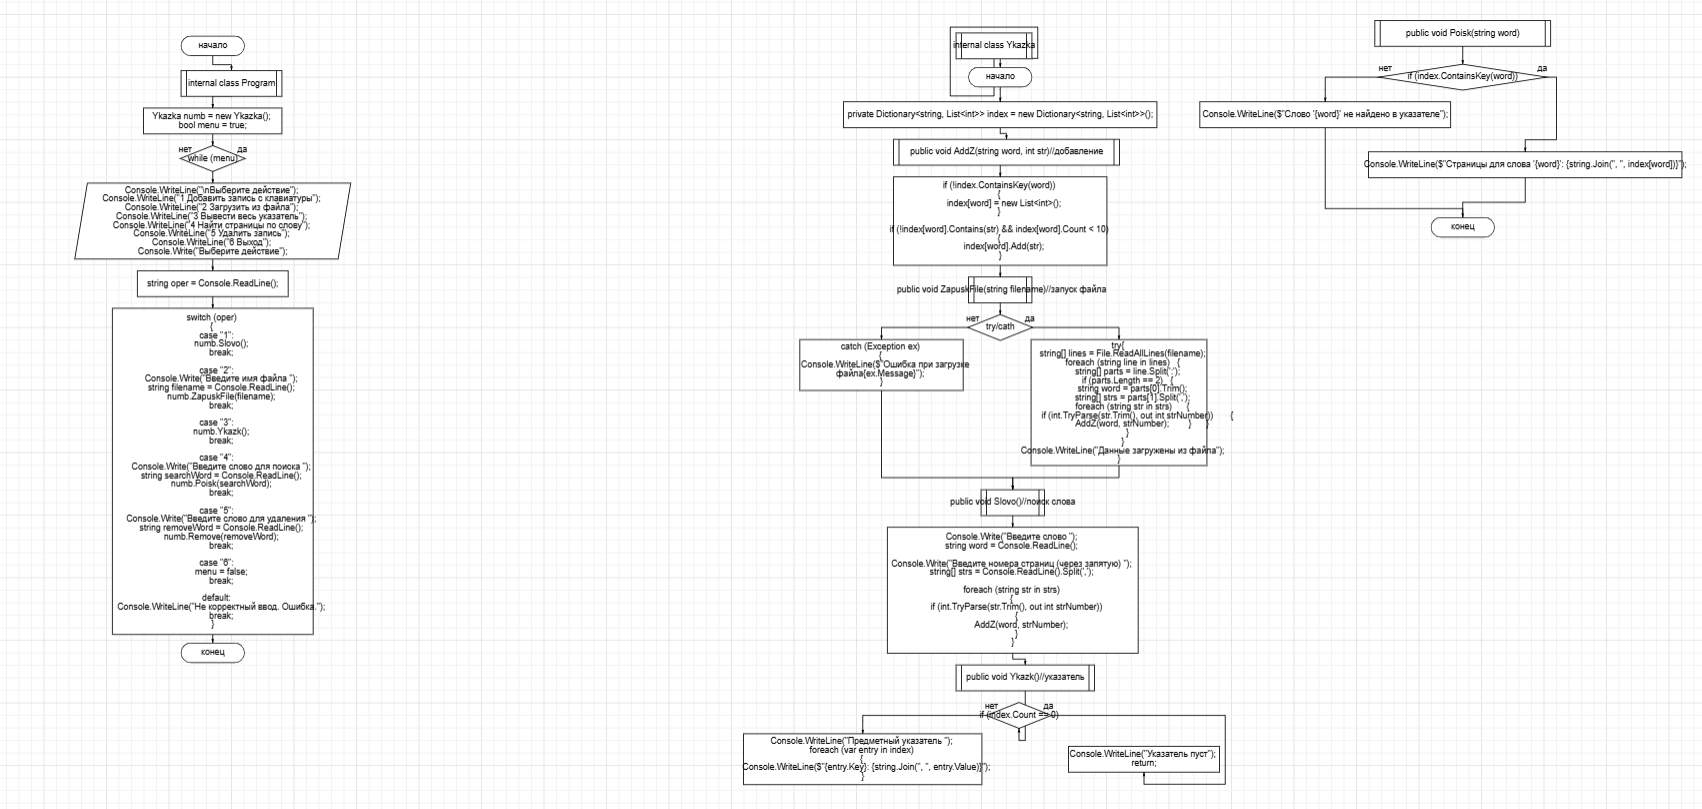 начало
internal class Program
Ykazka numb = new Ykazka();
bool menu = true;
нет
да
while (menu)
Console.WriteLine("\nВыберите действие");
Console.WriteLine("1 Добавить запись с клавиатуры");
Console.WriteLine("2 Загрузить из файла");
Console.WriteLine("3 Вывести весь указатель");
Console.WriteLine("4 Найти страницы по слову");
Console.WriteLine("5 Удалить запись");
Console.WriteLine("6 Выход");
Console.Write("Выберите действие");
string oper = Console.ReadLine();
switch (oper)
{
case "1":
numb.Slovo();
break;
case "2":
Console.Write("Введите имя файла ");
string filename = Console.ReadLine();
numb.ZapuskFile(filename);
break;
case "3":
numb.Ykazk();
break;
case "4":
Console.Write("Введите слово для поиска ");
string searchWord = Console.ReadLine();
numb.Poisk(searchWord);
break;
case "5":
Console.Write("Введите слово для удаления ");
string removeWord = Console.ReadLine();
numb.Remove(removeWord);
break;
case "6":
menu = false;
break;
default:
Console.WriteLine("Не корректный ввод. Ошибка.");
break;
}
конец
internal class Ykazka
начало
private Dictionary<string, List<int>> index = new Dictionary<string, List<int>>();
public void AddZ(string word, int str)//добавление
if (!index.ContainsKey(word))
{
index[word] = new List<int>();
}
if (!index[word].Contains(str) && index[word].Count < 10)
{
index[word].Add(str);
}
public void ZapuskFile(string filename)//запуск файла
нет
да
try/cath
catch (Exception ex)
{
Console.WriteLine($"Ошибка при загрузке
файла{ex.Message}");
}
try{
string[] lines = File.ReadAllLines(filename);
foreach (string line in lines) {
string[] parts = line.Split(':');
if (parts.Length == 2) {
string word = parts[0].Trim();
string[] strs = parts[1].Split(',');
foreach (string str in strs) {
if (int.TryParse(str.Trim(), out int strNumber)) {
AddZ(word, strNumber); } }
}
}
Console.WriteLine("Данные загружены из файла");
}
public void Slovo()//поиск слова
Console.Write("Введите слово ");
string word = Console.ReadLine();
Console.Write("Введите номера страниц (через запятую) ");
string[] strs = Console.ReadLine().Split(',');
foreach (string str in strs)
{
if (int.TryParse(str.Trim(), out int strNumber))
{
AddZ(word, strNumber);
}
}
public void Ykazk()//указатель
нет
да
if (index.Count == 0)
Console.WriteLine("Предметный указатель ");
foreach (var entry in index)
{
Console.WriteLine($"{entry.Key}: {string.Join(", ", entry.Value)}");
}
Console.WriteLine("Указатель пуст");
return;
public void Poisk(string word)
нет
да
if (index.ContainsKey(word))
Console.WriteLine($"Слово '{word}' не найдено в указателе");
Console.WriteLine($"Страницы для слова '{word}': {string.Join(", ", index[word])}");
конец